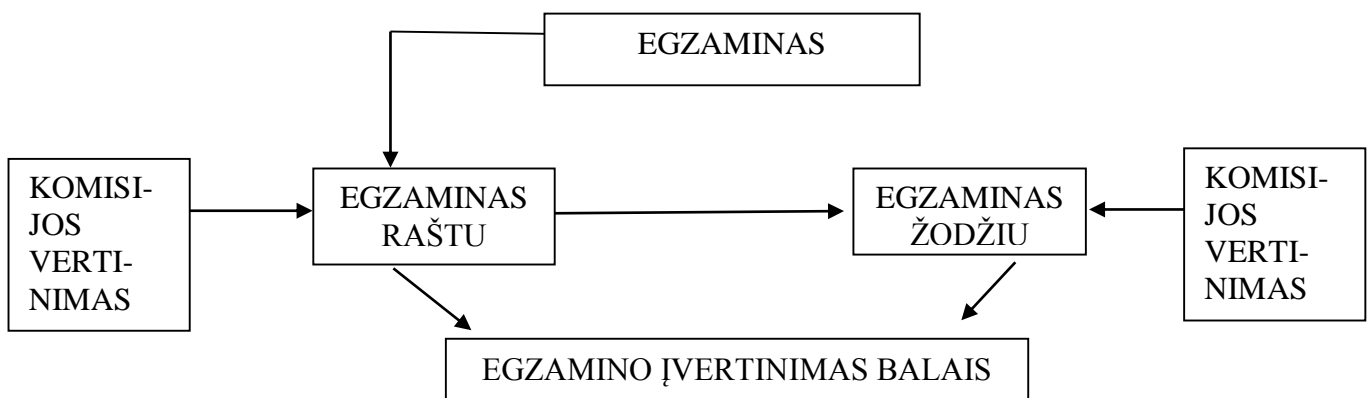 EGZAMINAS
KOMISI-
JOS
VERTI-
NIMAS
EGZAMINAS
RAŠTU
EGZAMINAS
ŽODŽIU
KOMISI-
JOS
VERTI-
NIMAS
EGZAMINO ĮVERTINIMAS BALAIS